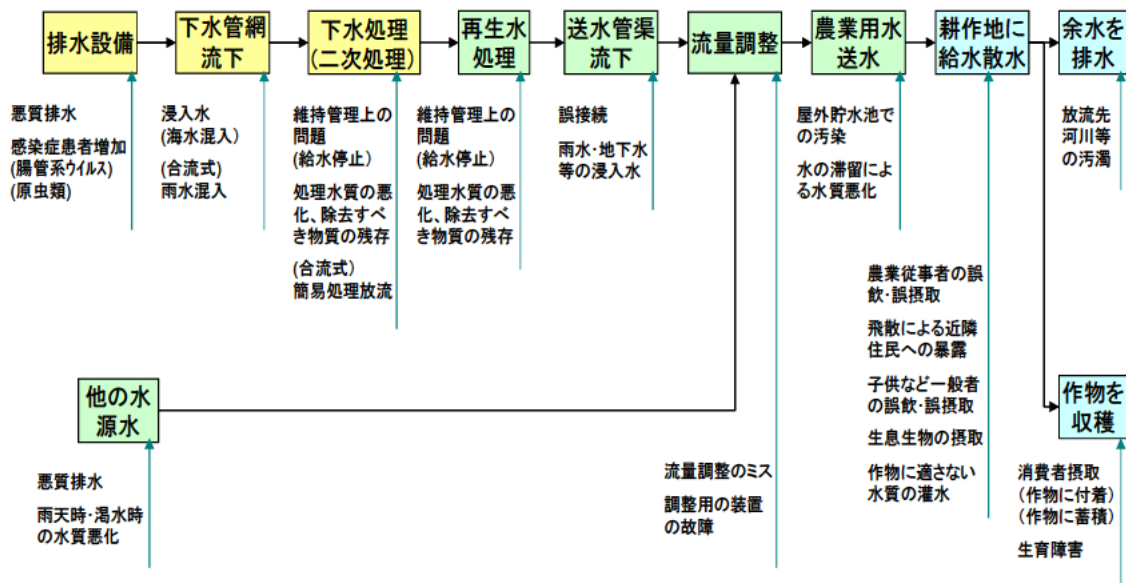 排水設備
下水管網
流下
下水処理
(二次処理)
再生水
処理
送水管渠
流下
流量調整
農業用水
送水
耕作地に
給水散水
余水を
排水
悪質排水
感染症患者増加
(腸管系ウイルス)
(原虫類)
浸入水
(海水混入)
(合流式)
雨水混入
維持管理上の
問題
(給水停止)
処理水質の悪
化、除去すべ
き物質の残存
(合流式)
簡易処理放流
維持管理上の
問題
(給水停止)
処理水質の悪
化、除去すべ
き物質の残存
誤接続
雨水・地下水
等の浸入水
屋外貯水池で
の汚染
水の滞留によ
る水質悪化
放流先
河川等
の汚濁
農業従事者の誤
飲・誤摂取
飛散による近隣
住民への暴露
子供など一般者
の誤飲・誤摂取
生息生物の摂取
作物に適さない
水質の灌水
他の水
源水
悪質排水
雨天時・渇水時
の水質悪化
流量調整のミス
調整用の装置
の故障
作物を
収穫
消費者摂取
(作物に付着)
(作物に蓄積)
生育障害